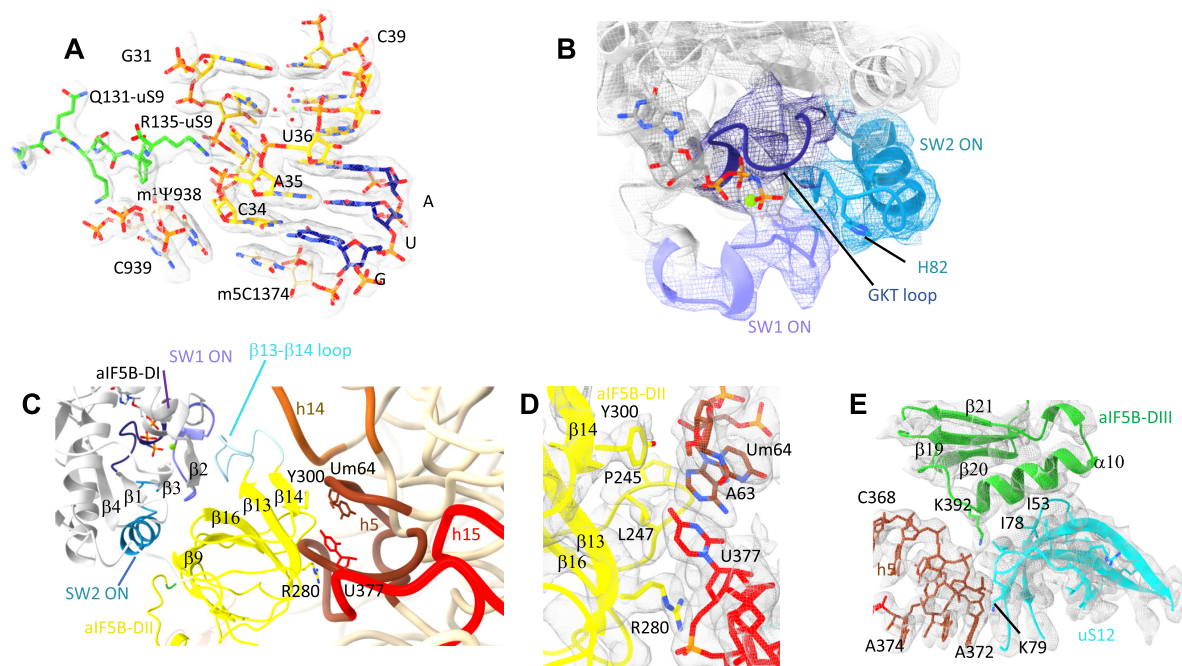 A
G31
C39
Q131-uS9
R135-uS9
U36
A35
m¹Ψ938
C34
A
C939
U
m5C1374
G
B
SW2 ON
H82
GKT loop
SW1 ON
C
SW1 ON
β13-β14 loop
aIF5B-DI
h14
β2
Y300
Um64
β1
β3
β4
β14
β13
β16
h5
h15
β9
SW2 ON
R280
U377
aIF5B-DII
D
aIF5B-DII
Y300
β14
Um64
P245
A63
L247
β13
β16
U377
R280
E
β21
aIF5B-DIII
β19
β20
α10
C368
K392
I53
I78
h5
uS12
A374
A372
K79